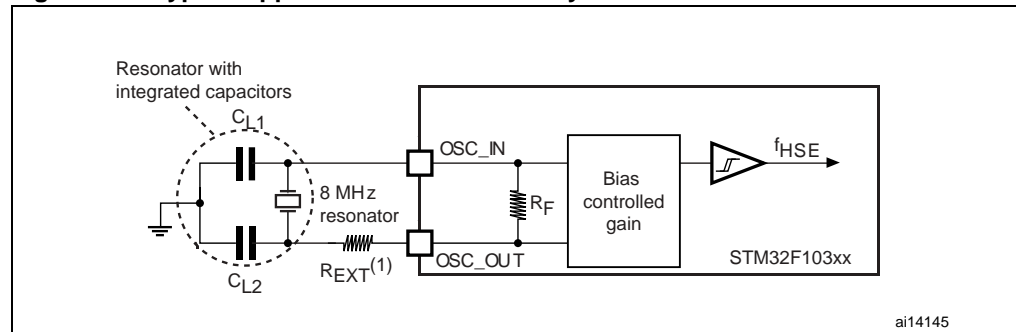 Resonator with
integrated capacitors
CL1
OSC_IN
fHSE
8 MHz
resonator
RF
Bias
controlled
gain
STM32F103xx
REXT(1)
OSC_OUT
CL2
ai14145